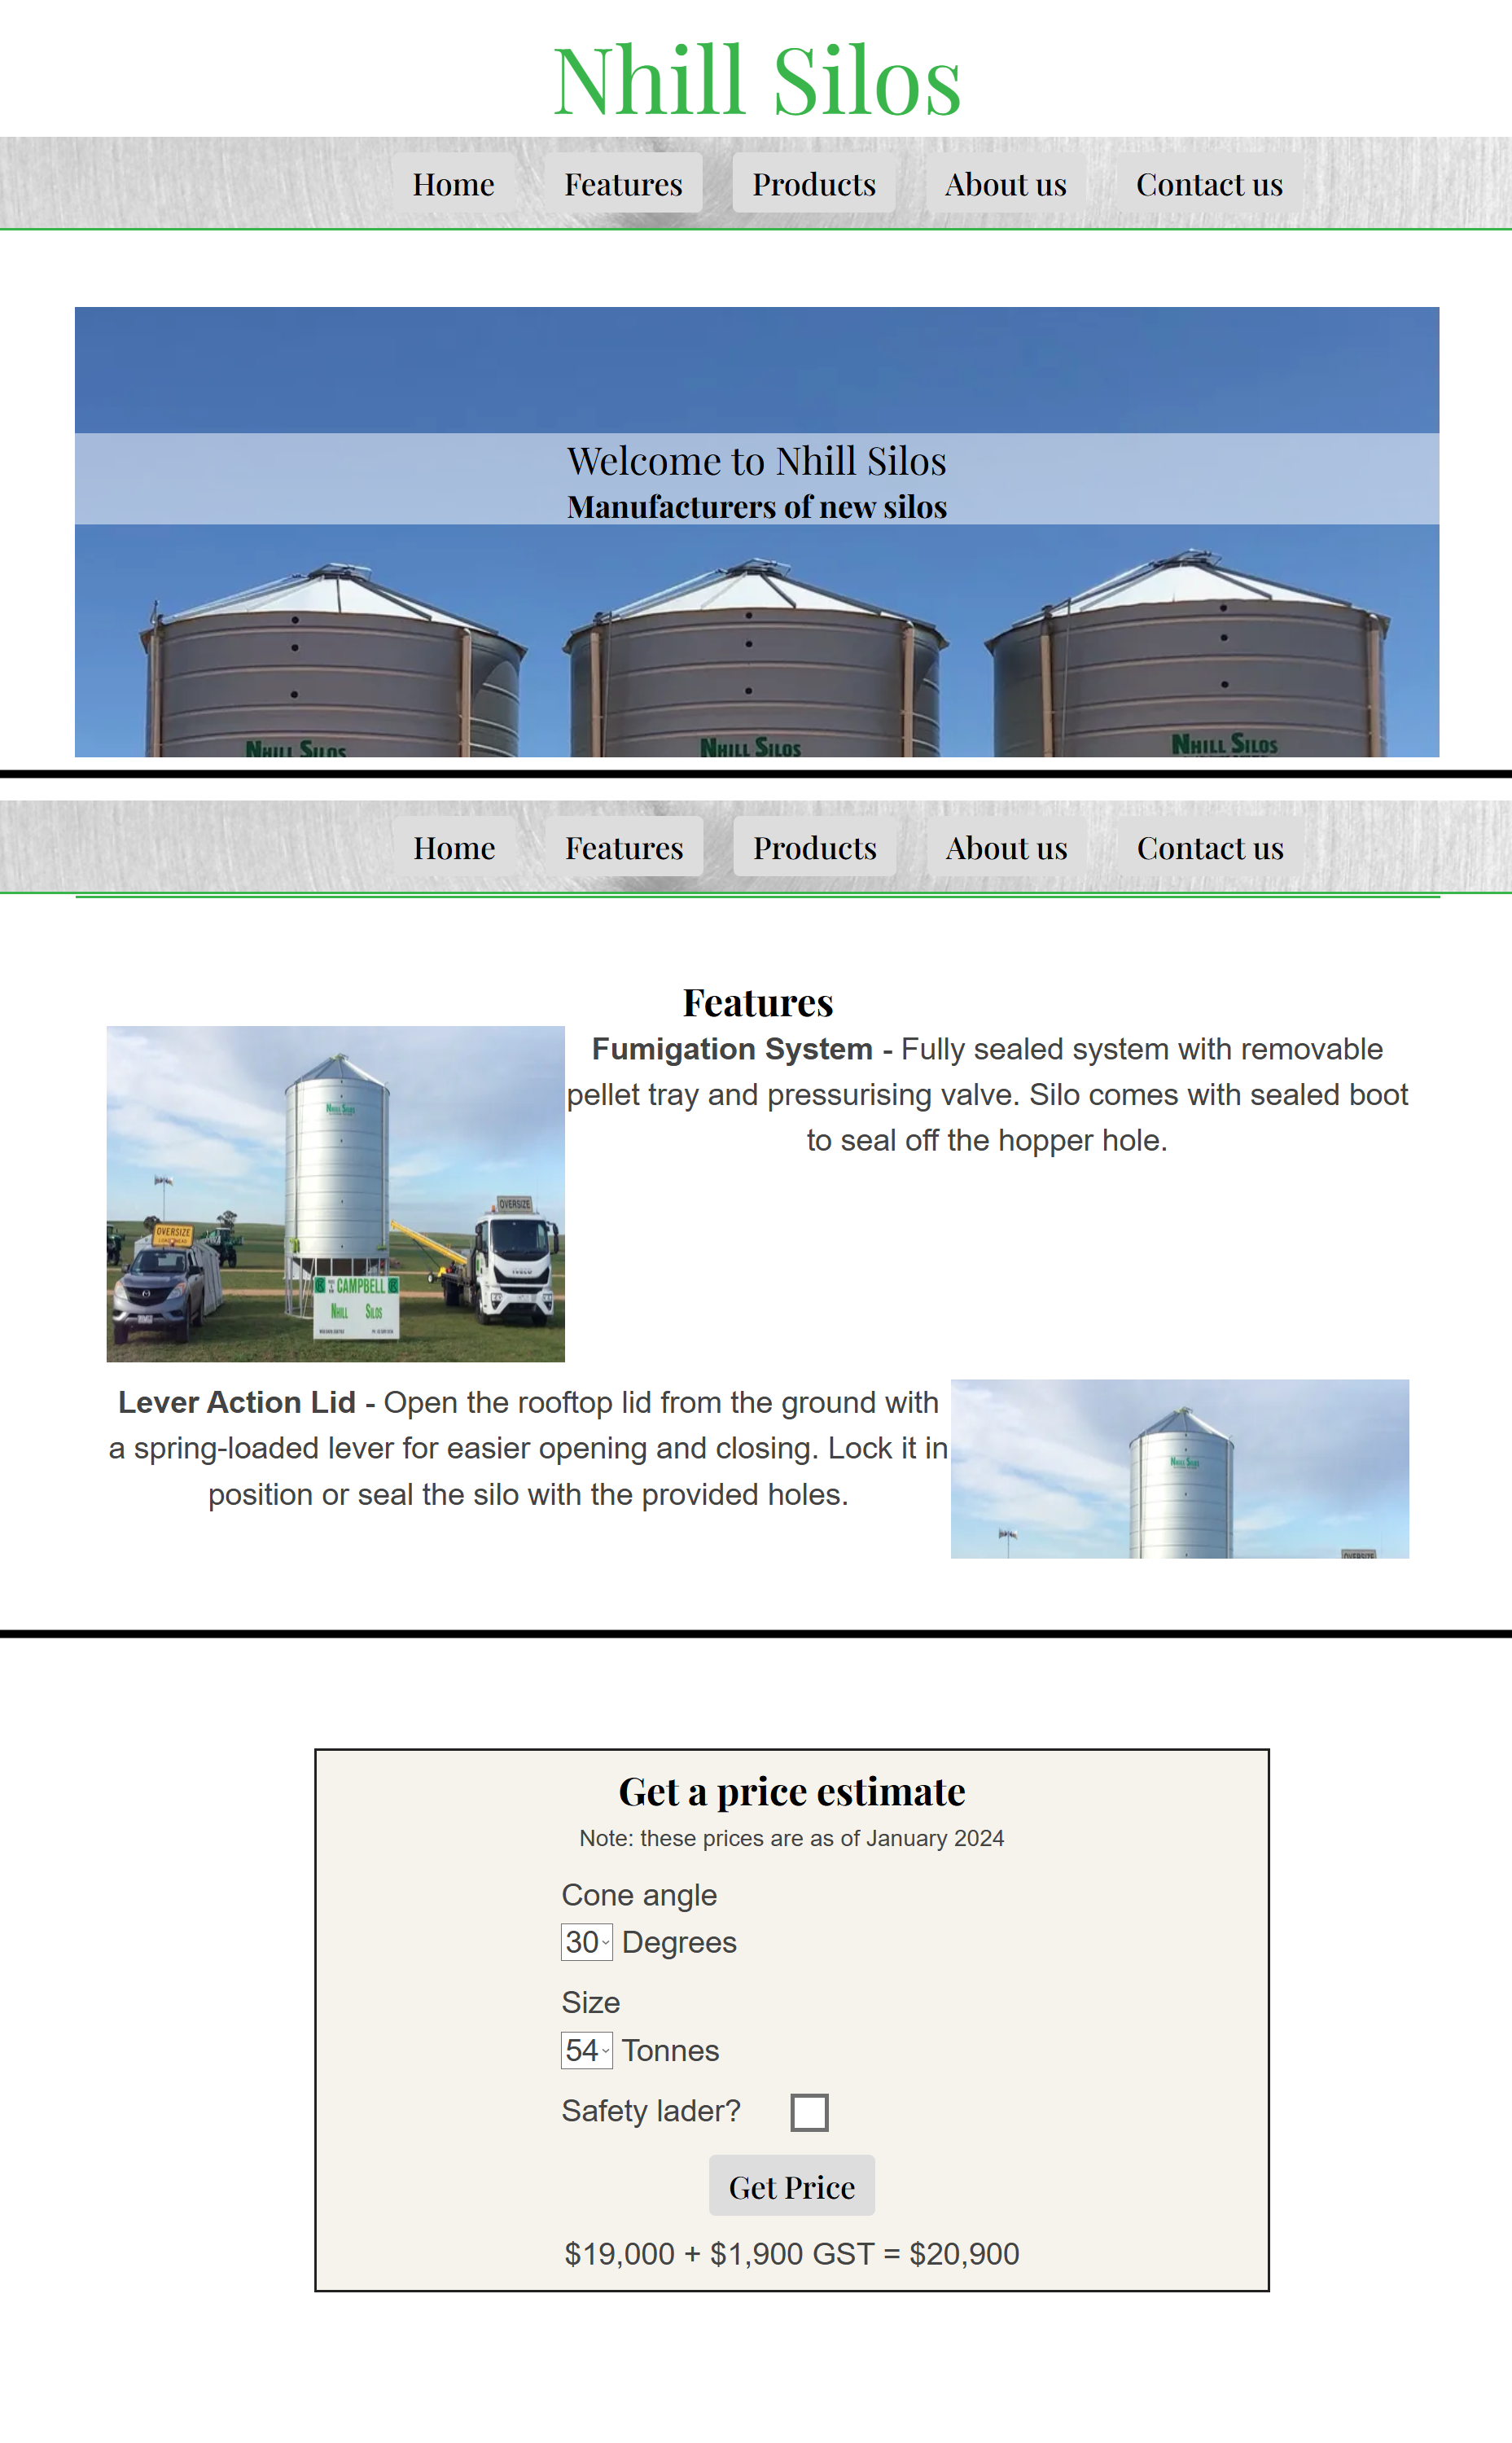 Nhill Silos
Home Features Products About us Contact us
Welcome to Nhill Silos
Manufacturers of new silos
NHILL SILOS NHILL SILOS NHILL SILOS
Home Features Products About us Contact us
Features
Fumigation System - Fully sealed system with removable
pellet tray and pressurising valve. Silo comes with sealed boot
to seal off the hopper hole.
NHILL SILOS
OVERSIZE
OVERSIZE
IVECO
CAMPBELL
NHILL SILOS
Lever Action Lid - Open the rooftop lid from the ground with
a spring-loaded lever for easier opening and closing. Lock it in
position or seal the silo with the provided holes.
NHILL SILOS
OVERSIZE
Get a price estimate
Note: these prices are as of January 2024
Cone angle
30 Degrees
Size
54 Tonnes
Safety lader?
Get Price
$19,000 + $1,900 GST = $20,900